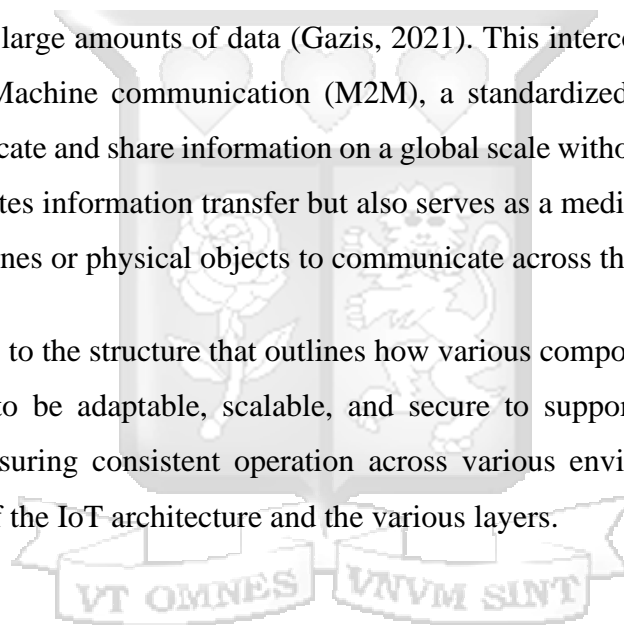 large amounts of data (Gazis, 2021). This interc
Machine communication (M2M), a standardized
cate and share information on a global scale witho
tes information transfer but also serves as a medi
nes or physical objects to communicate across th
to the structure that outlines how various compo
to be adaptable, scalable, and secure to suppor
suring consistent operation across various envi
f the IoT architecture and the various layers.
VT OMNES VNVM SINT